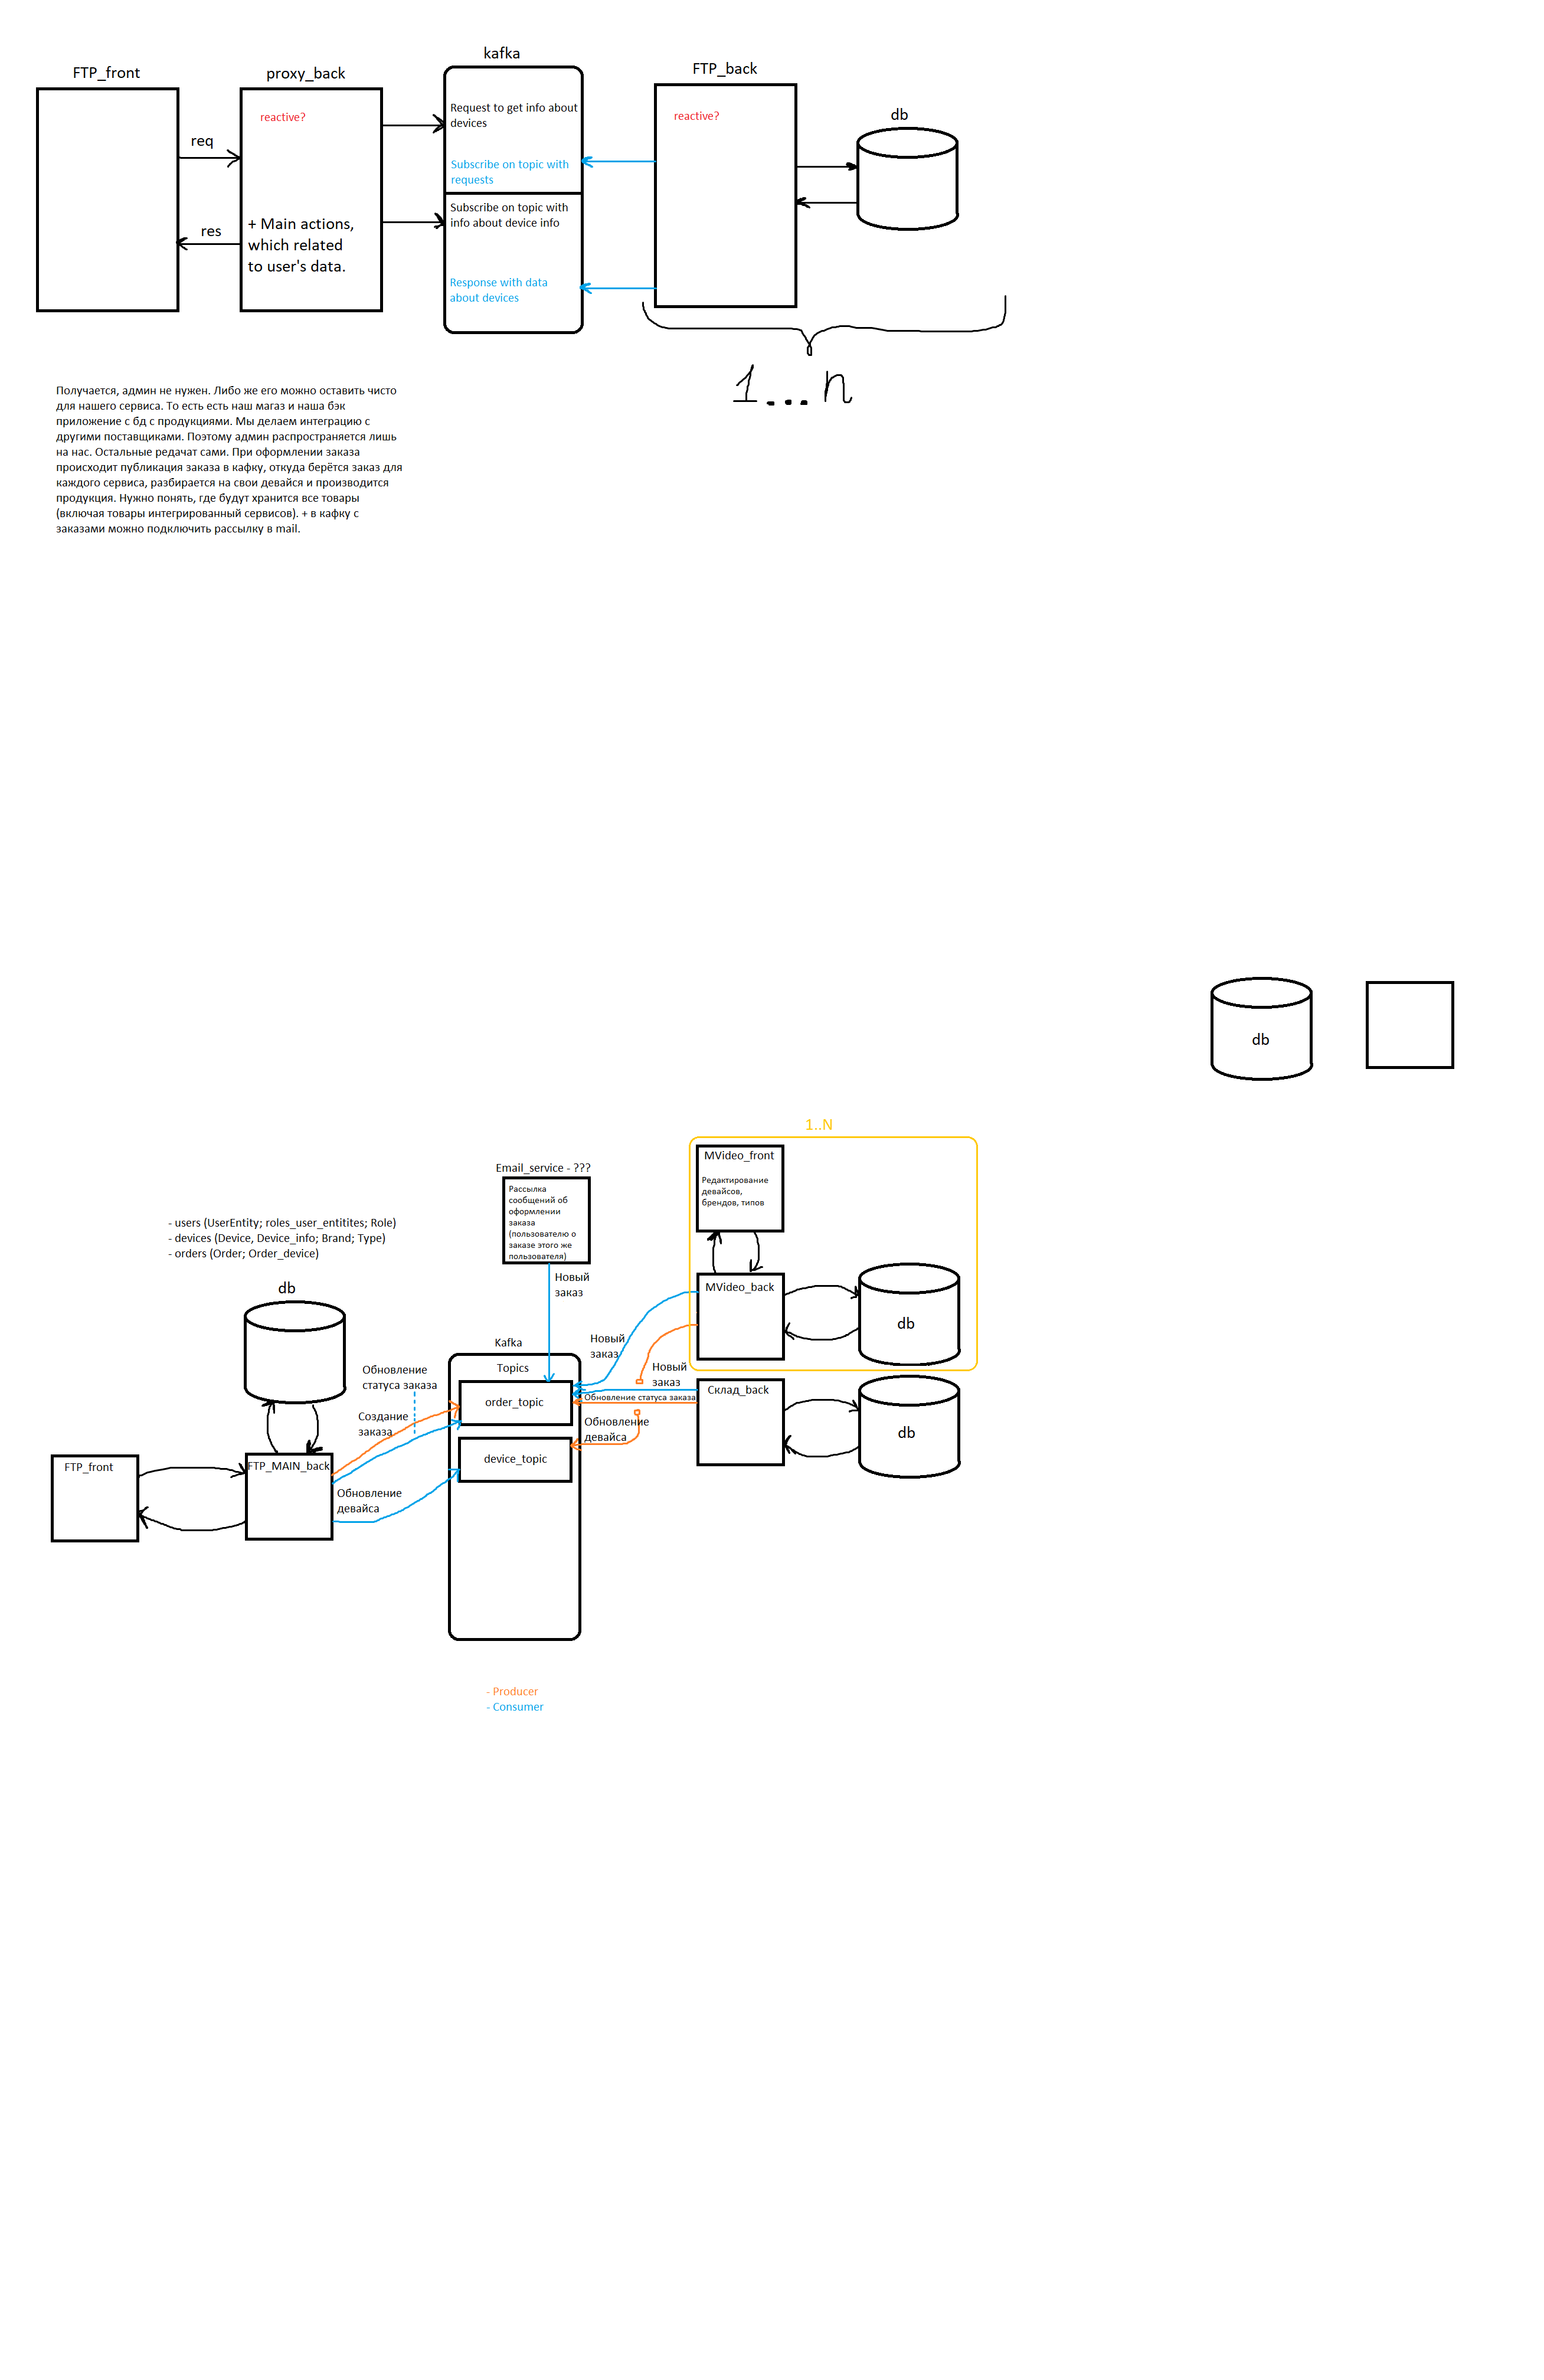 kafka
FTP_front
proxy_back
FTP_back
reactive?
reactive?
db
req
res
+ Main actions,
which related
to user's data.
Request to get info about
devices
Subscribe on topic with
requests
Subscribe on topic with
info about device info
Response with data
about devices
1...n
Получается, админ не нужен. Либо же его можно оставить чисто
для нашего сервиса. То есть есть наш магаз и наша бэк
приложение с бд с продукциями. Мы делаем интеграцию с
другими поставщиками. Поэтому админ распространяется лишь
на нас. Остальные редачат сами. При оформлении заказа
происходит публикация заказа в кафку, откуда берётся заказ для
каждого сервиса, разбирается на свои девайся и производится
продукция. Нужно понять, где будут хранится все товары
(включая товары интегрированный сервисов). + в кафку с
заказами можно подключить рассылку в mail.
db
1..N
MVideo_front
Редактирование
девайсов,
брендов, типов
Email_service - ???
Рассылка
сообщений об
оформлении
заказа
(пользователю о
заказе этого же
пользователя)
- users (UserEntity; roles_user_entitites; Role)
- devices (Device, Device_info; Brand; Type)
- orders (Order; Order_device)
db
Новый
заказ
MVideo_back
db
Kafka
Topics
order_topic
device_topic
Новый
заказ
Новый
заказ
Обновление статуса заказа
Обновление
девайса
Склад_back
db
Обновление
статуса заказа
Создание
заказа
FTP_front
FTP_MAIN_back
Обновление
девайса
- Producer
- Consumer